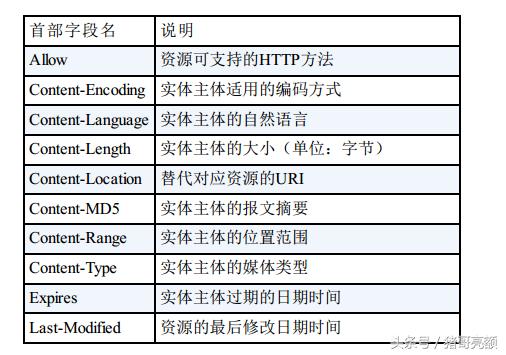 首部字段名 说明
Allow 资源可支持的HTTP方法
Content-Encoding 实体主体适用的编码方式
Content-Language 实体主体的自然语言
Content-Length 实体主体的大小（单位：字节）
Content-Location 替代对应资源的URI
Content-MD5 实体主体的报文摘要
Content-Range 实体主体的位置范围
Content-Type 实体主体的媒体类型
Expires 实体主体过期的日期时间
Last-Modified 资源的最后修改日期时间
头条号／猪哥亮额